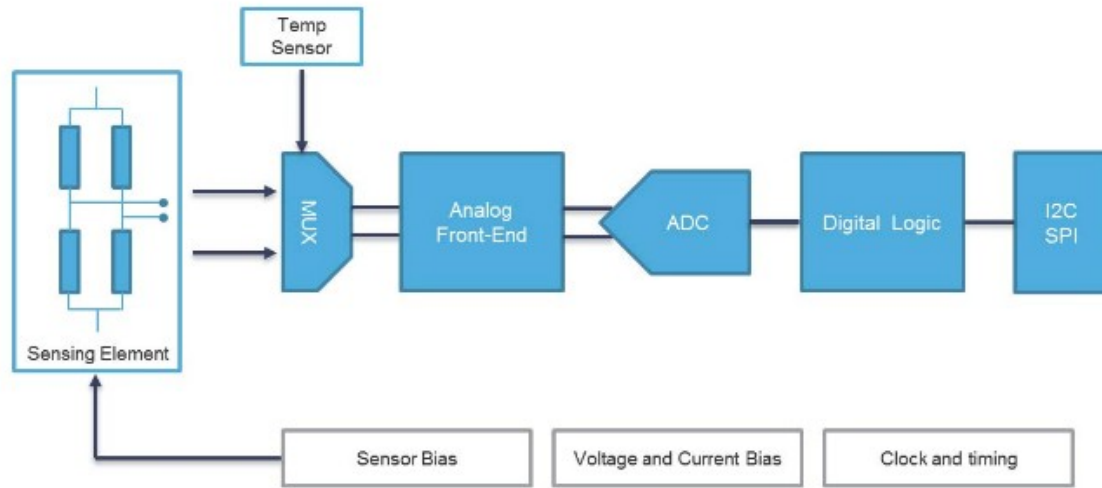 Temp
Sensor
MUX
Analog
Front-End
ADC
Digital Logic
I2C
SPI
Sensing Element
Sensor Bias
Voltage and Current Bias
Clock and timing